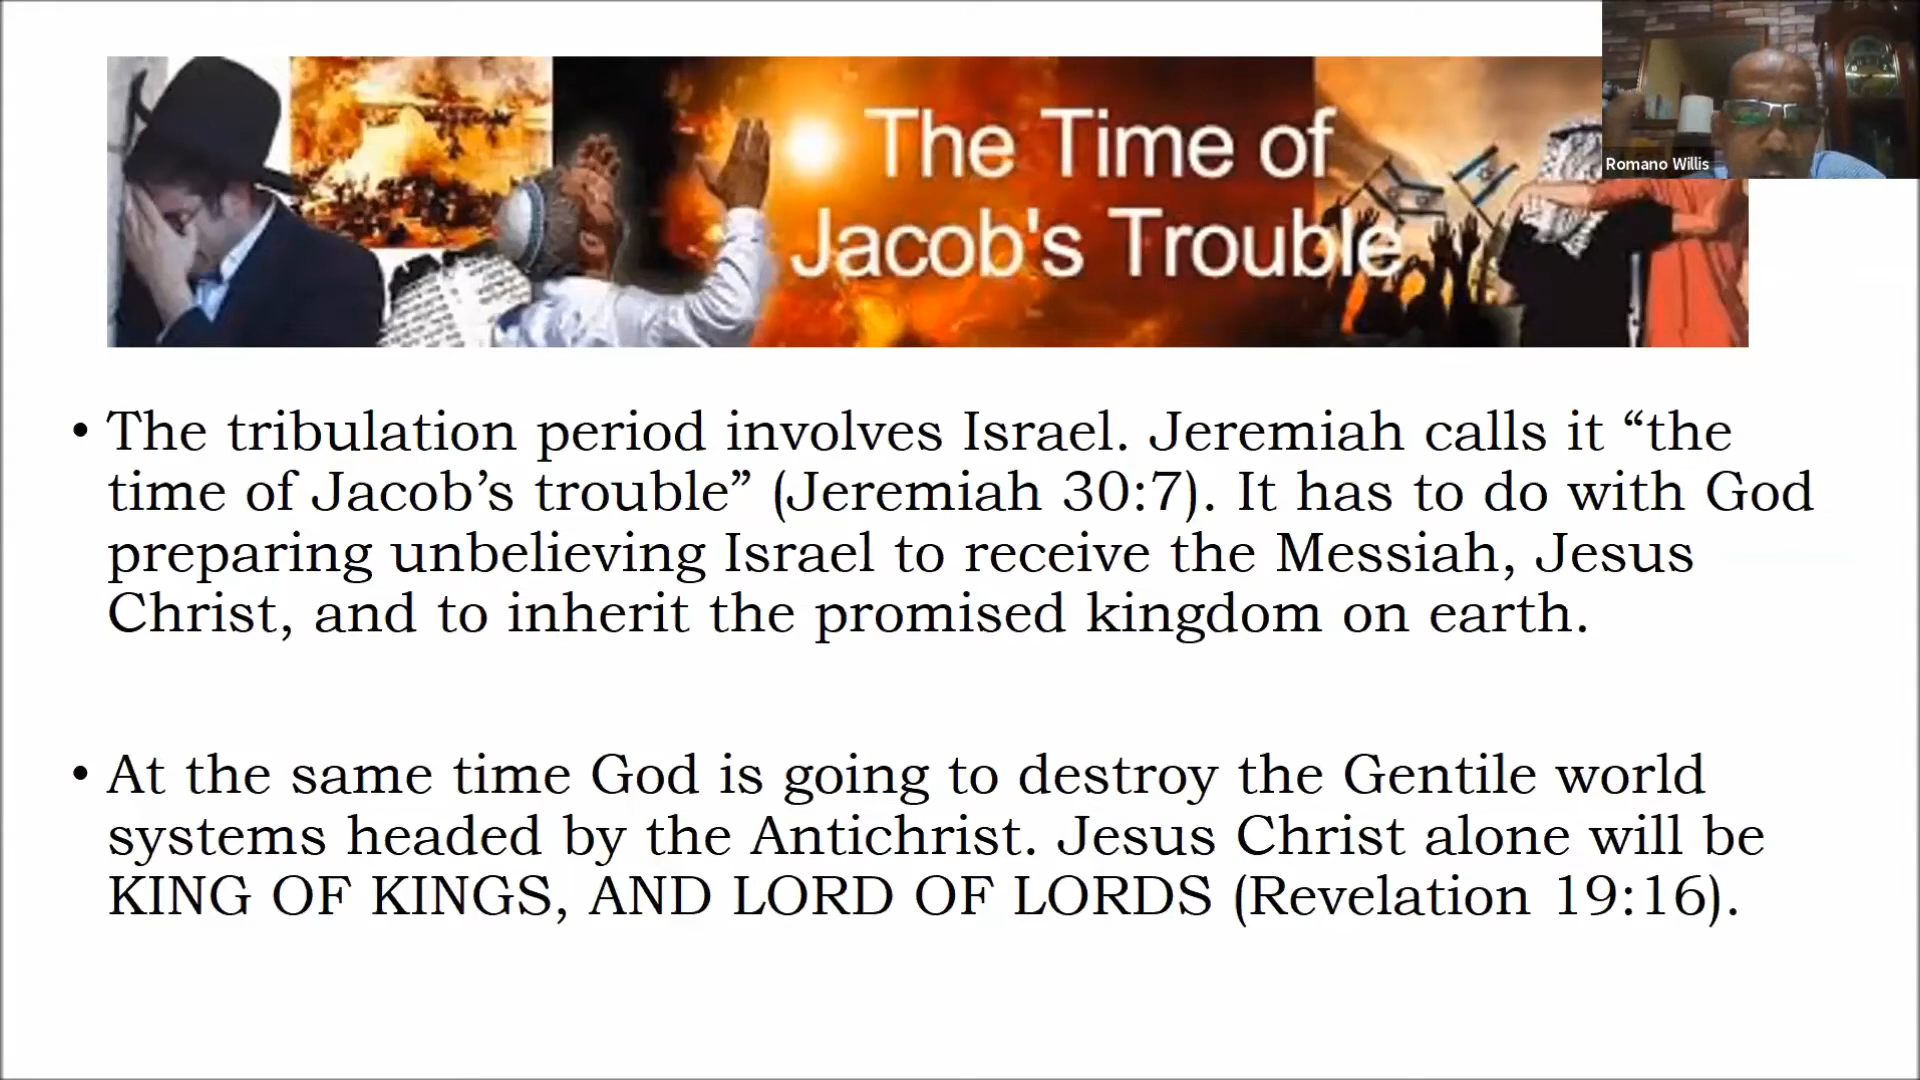 The Time of
Jacob's Trouble
Romano Willis
• The tribulation period involves Israel. Jeremiah calls it “the
time of Jacob’s trouble” (Jeremiah 30:7). It has to do with God
preparing unbelieving Israel to receive the Messiah, Jesus
Christ, and to inherit the promised kingdom on earth.
• At the same time God is going to destroy the Gentile world
systems headed by the Antichrist. Jesus Christ alone will be
KING OF KINGS, AND LORD OF LORDS (Revelation 19:16).